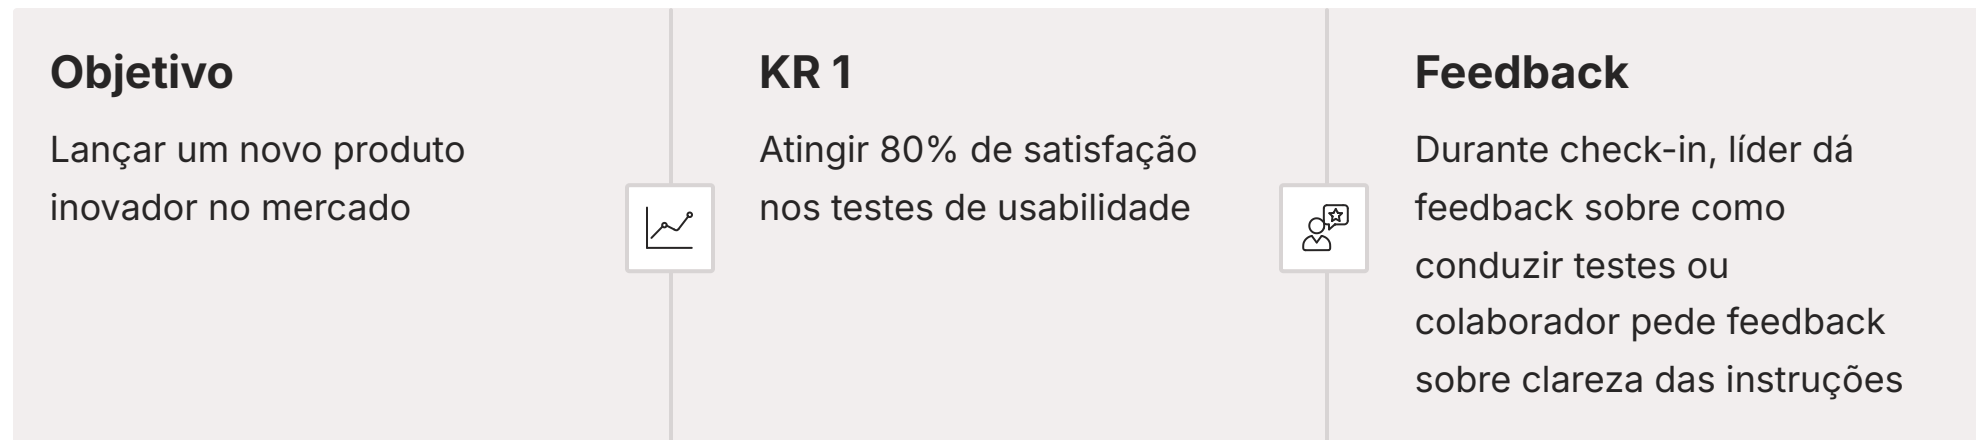 Objetivo
Lançar um novo produto
inovador no mercado
KR 1
Atingir 80% de satisfação
nos testes de usabilidade
Feedback
Durante check-in, líder dá
feedback sobre como
conduzir testes ou
colaborador pede feedback
sobre clareza das instruções